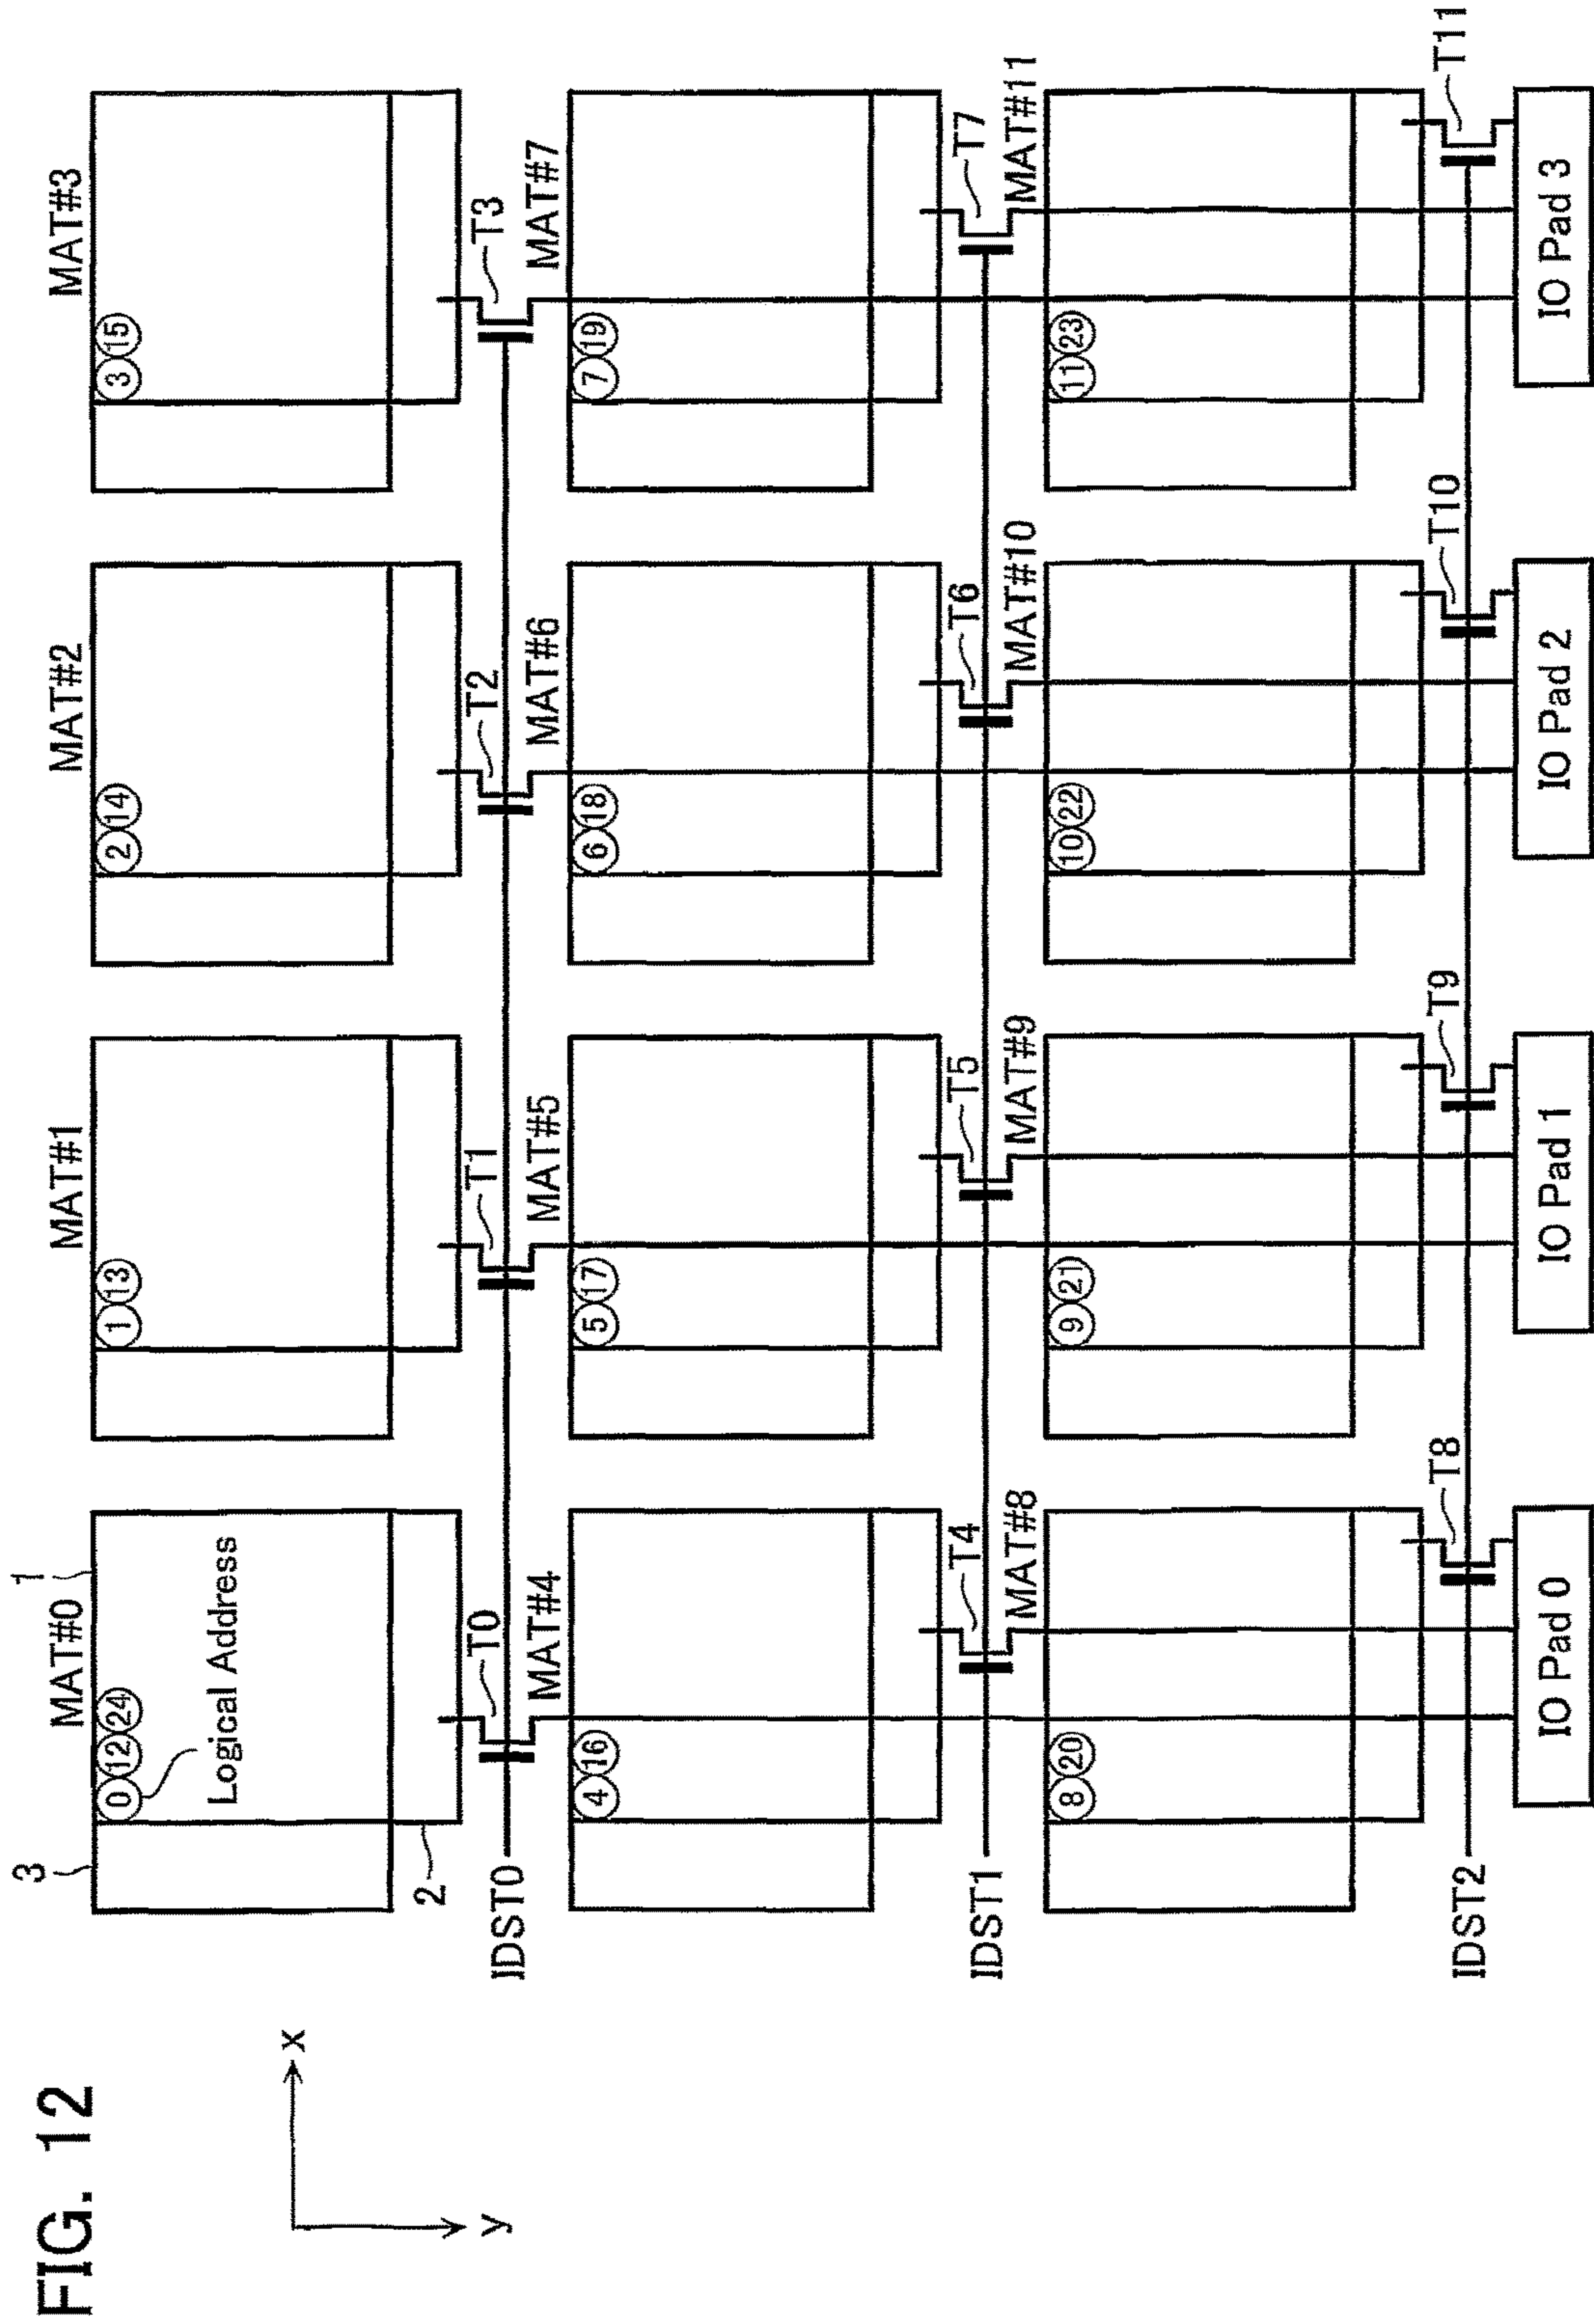 FIG. 12
x
y
MAT#0
MAT#1
MAT#2
MAT#3
3
1
0 12 24
1 13
2 14
3 15
Logical Address
2
T0
T1
T2
T3
IDST0
MAT#4
MAT#5
MAT#6
MAT#7
4 16
5 17
6 18
7 19
T4
T5
T6
T7
IDST1
MAT#8
MAT#9
MAT#10
MAT#11
8 20
9 21
10 22
11 23
T8
T9
T10
T11
IDST2
IO Pad 0
IO Pad 1
IO Pad 2
IO Pad 3